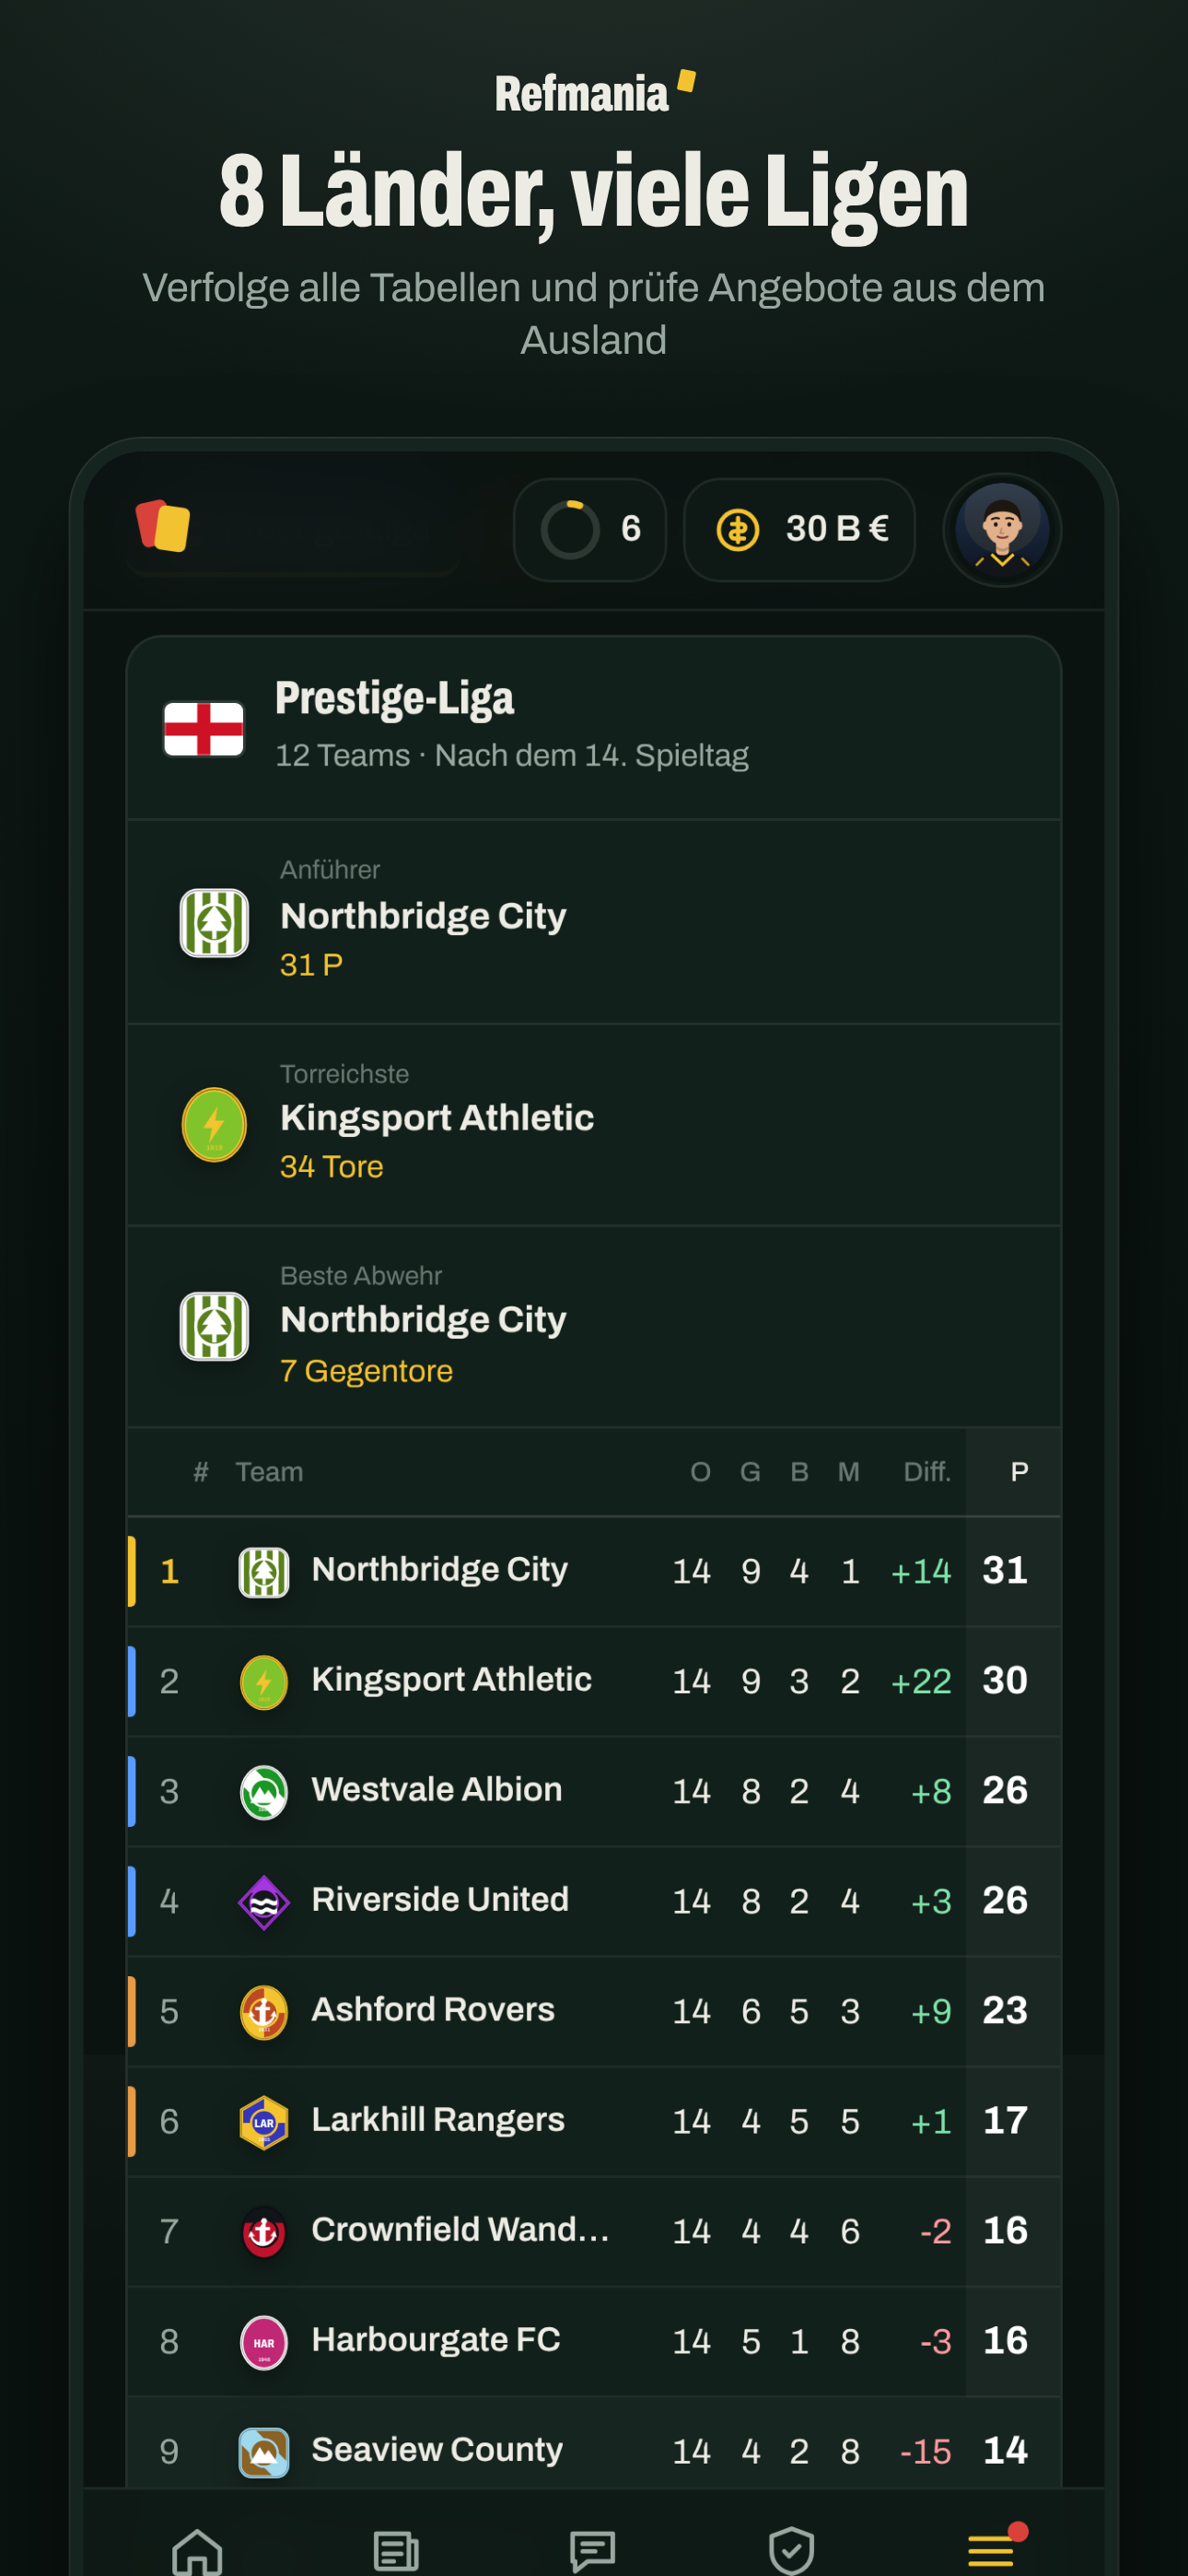 Refmania
8 Länder, viele Ligen
Verfolge alle Tabellen und prüfe Angebote aus dem
Ausland
6
30 B €
Prestige-Liga
12 Teams · Nach dem 14. Spieltag
Anführer
Northbridge City
31 P
Torreichste
Kingsport Athletic
34 Tore
Beste Abwehr
Northbridge City
7 Gegentore
# Team O G B M Diff. P
1 Northbridge City 14 9 4 1 +14 31
2 Kingsport Athletic 14 9 3 2 +22 30
3 Westvale Albion 14 8 2 4 +8 26
4 Riverside United 14 8 2 4 +3 26
5 Ashford Rovers 14 6 5 3 +9 23
6 LAR Larkhill Rangers 14 4 5 5 +1 17
7 Crownfield Wand... 14 4 4 6 -2 16
8 HAR Harbourgate FC 14 5 1 8 -3 16
9 Seaview County 14 4 2 8 -15 14